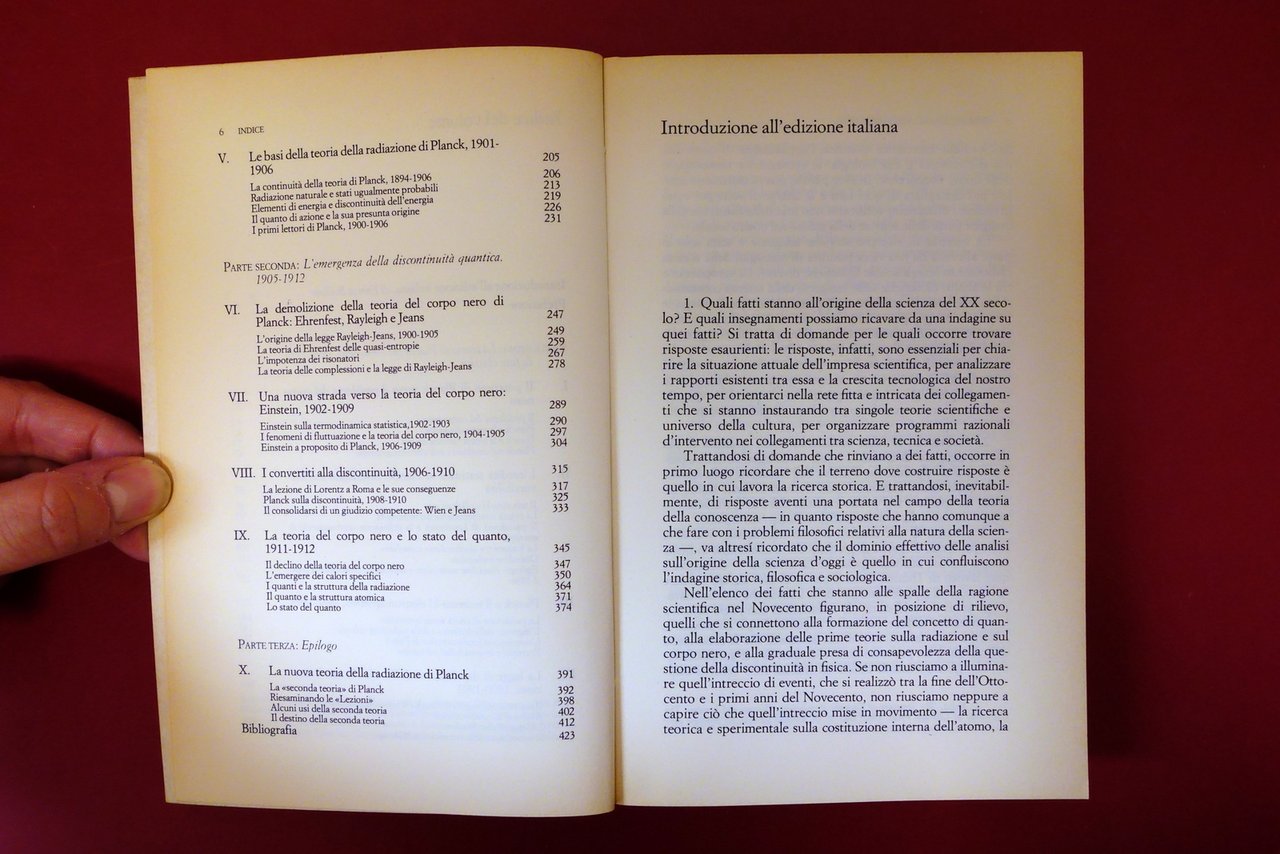 6 INDICE
V. Le basi della teoria della radiazione di Planck, 1901-
1906 205
La continuità della teoria di Planck, 1894-1906 206
Radiazione naturale e stati ugualmente probabili 213
Elementi di energia e discontinuità dell'energia 219
Il quanto di azione e la sua presunta origine 226
I primi lettori di Planck, 1900-1906 231
PARTE SECONDA: L'emergenza della discontinuità quantica.
1905-1912
VI. La demolizione della teoria del corpo nero di
Planck: Ehrenfest, Rayleigh e Jeans 247
L'origine della legge Rayleigh-Jeans, 1900-1905 249
La teoria di Ehrenfest delle quasi-entropie 259
L'impotenza dei risonatori 267
La teoria delle complessioni e la legge di Rayleigh-Jeans 278
VII. Una nuova strada verso la teoria del corpo nero:
Einstein, 1902-1909 289
Einstein sulla termodinamica statistica,1902-1903 290
I fenomeni di fluttuazione e la teoria del corpo nero, 1904-1905 297
Einstein a proposito di Planck, 1906-1909 304
VIII. I convertiti alla discontinuità, 1906-1910 315
La lezione di Lorentz a Roma e le sue conseguenze 317
Planck sulla discontinuità, 1908-1910 325
Il consolidarsi di un giudizio competente: Wien e Jeans 333
IX. La teoria del corpo nero e lo stato del quanto,
1911-1912 345
Il declino della teoria del corpo nero 347
L'emergere dei calori specifici 350
I quanti e la struttura della radiazione 364
Il quanto e la struttura atomica 371
Lo stato del quanto 374
PARTE TERZA: Epilogo
X. La nuova teoria della radiazione di Planck 391
La «seconda teoria» di Planck 392
Riesaminando le «Lezioni» 398
Alcuni usi della seconda teoria 402
Il destino della seconda teoria 412
Bibliografia 423
Introduzione all'edizione italiana
1. Quali fatti stanno all'origine della scienza del XX seco-
lo? E quali insegnamenti possiamo ricavare da una indagine su
quei fatti? Si tratta di domande per le quali occorre trovare
risposte esaurienti: le risposte, infatti, sono essenziali per chia-
rire la situazione attuale dell'impresa scientifica, per analizzare
i rapporti esistenti tra essa e la crescita tecnologica del nostro
tempo, per orientarci nella rete fitta e intricata dei collegamen-
ti che si stanno instaurando tra singole teorie scientifiche e
universo della cultura, per organizzare programmi razionali
d'intervento nei collegamenti tra scienza, tecnica e società.
Trattandosi di domande che rinviano a dei fatti, occorre in
primo luogo ricordare che il terreno dove costruire risposte è
quello in cui lavora la ricerca storica. E trattandosi, inevitabil-
mente, di risposte aventi una portata nel campo della teoria
della conoscenza — in quanto risposte che hanno comunque a
che fare con i problemi filosofici relativi alla natura della scien-
za —, va altresí ricordato che il dominio effettivo delle analisi
sull'origine della scienza d'oggi è quello in cui confluiscono
l'indagine storica, filosofica e sociologica.
Nell'elenco dei fatti che stanno alle spalle della ragione
scientifica nel Novecento figurano, in posizione di rilievo,
quelli che si connettono alla formazione del concetto di quan-
to, alla elaborazione delle prime teorie sulla radiazione e sul
corpo nero, e alla graduale presa di consapevolezza della que-
stione della discontinuità in fisica. Se non riusciamo a illumina-
re quell'intreccio di eventi, che si realizzò tra la fine dell'Otto-
cento e i primi anni del Novecento, non riusciamo neppure a
capire ciò che quell'intreccio mise in movimento — la ricerca
teorica e sperimentale sulla costituzione interna dell'atomo, la